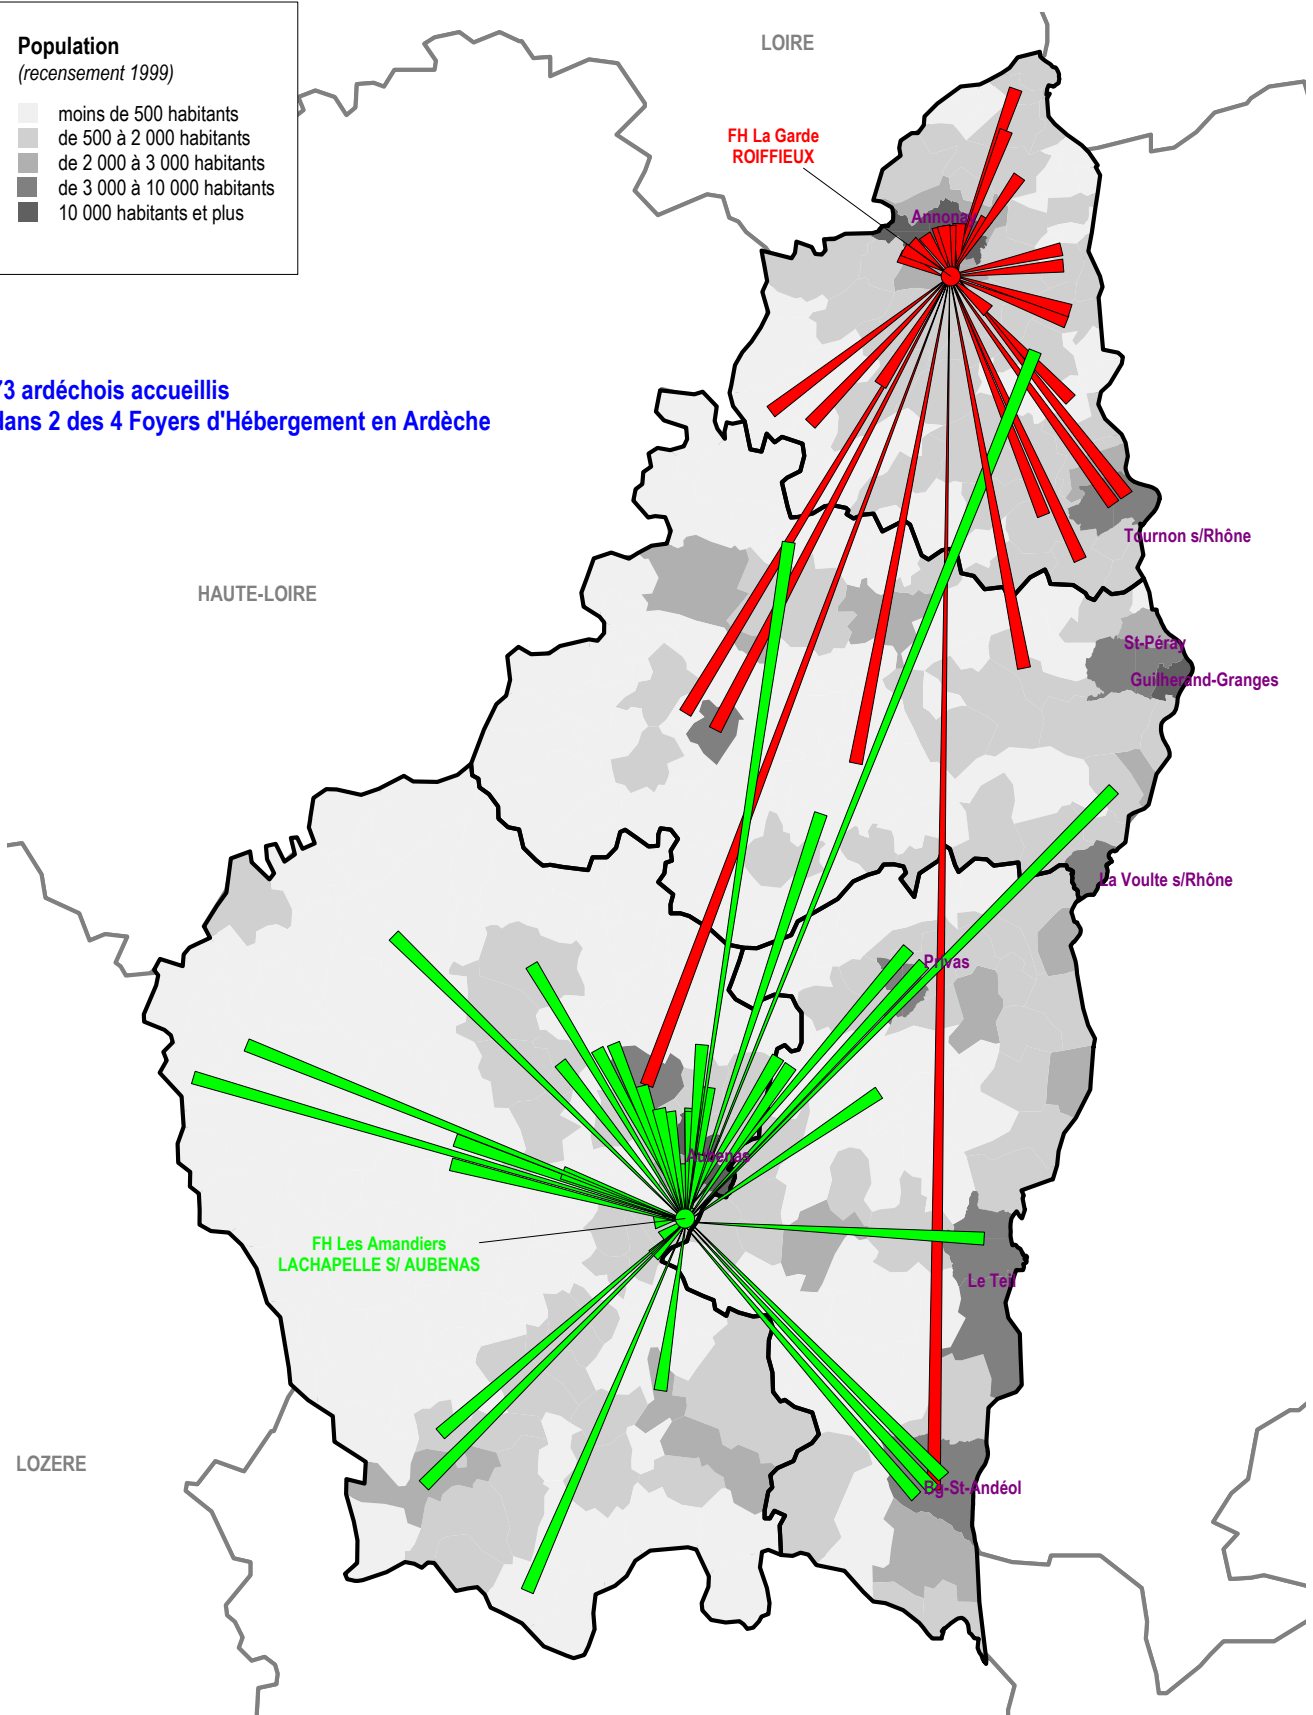 Population
(recensement 1999)
moins de 500 habitants
de 500 à 2 000 habitants
de 2 000 à 3 000 habitants
de 3 000 à 10 000 habitants
10 000 habitants et plus
LOIRE
FH La Garde
ROIFFIEUX
Annonay
73 ardéchois accueillis
dans 2 des 4 Foyers d'Hébergement en Ardèche
Tournon s/Rhône
HAUTE-LOIRE
St-Péray
Guilherand-Granges
La Voulte s/Rhône
Privas
Aubenas
FH Les Amandiers
LACHAPELLE S/ AUBENAS
Le Teil
LOZERE
Bg-St-Andéol